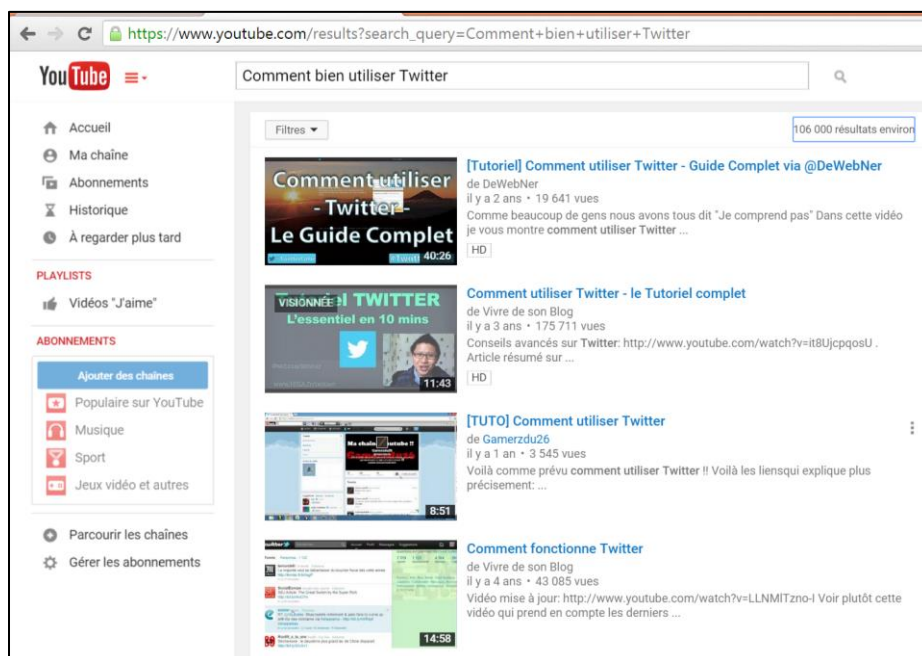 https://www.youtube.com/results?search_query=Comment+bien+utiliser+Twitter
YouTube
Comment bien utiliser Twitter
Accueil
Ma chaîne
Abonnements
Historique
À regarder plus tard
PLAYLISTS
Vidéos "J'aime"
ABONNEMENTS
Ajouter des chaînes
Populaire sur YouTube
Musique
Sport
Jeux vidéo et autres
Parcourir les chaînes
Gérer les abonnements
Filtres
106 000 résultats environ
Comment utiliser
- Twitter -
Le Guide Complet
40:26
[Tutoriel] Comment utiliser Twitter - Guide Complet via @DeWebNer
de DeWebNer
il y a 2 ans • 19 641 vues
Comme beaucoup de gens nous avons tous dit "Je comprend pas" Dans cette vidéo
je vous montre comment utiliser Twitter ...
HD
VISIONNÉE
TWITTER
L'essentiel en 10 mins
11:43
Comment utiliser Twitter - le Tutoriel complet
de Vivre de son Blog
il y a 3 ans • 175 711 vues
Conseils avancés sur Twitter: http://www.youtube.com/watch?v=it8UjcpqosU .
Article résumé sur ...
HD
Ma chaîne
8:51
[TUTO] Comment utiliser Twitter
de Gamerzdu26
il y a 1 an • 3 545 vues
Voilà comme prévu comment utiliser Twitter !! Voilà les liensqui explique plus
précisement: ...
14:58
Comment fonctionne Twitter
de Vivre de son Blog
il y a 4 ans • 43 085 vues
Vidéo mise à jour: http://www.youtube.com/watch?v=LLNMlTzno-I Voir plutôt cette
vidéo qui prend en compte les derniers ...